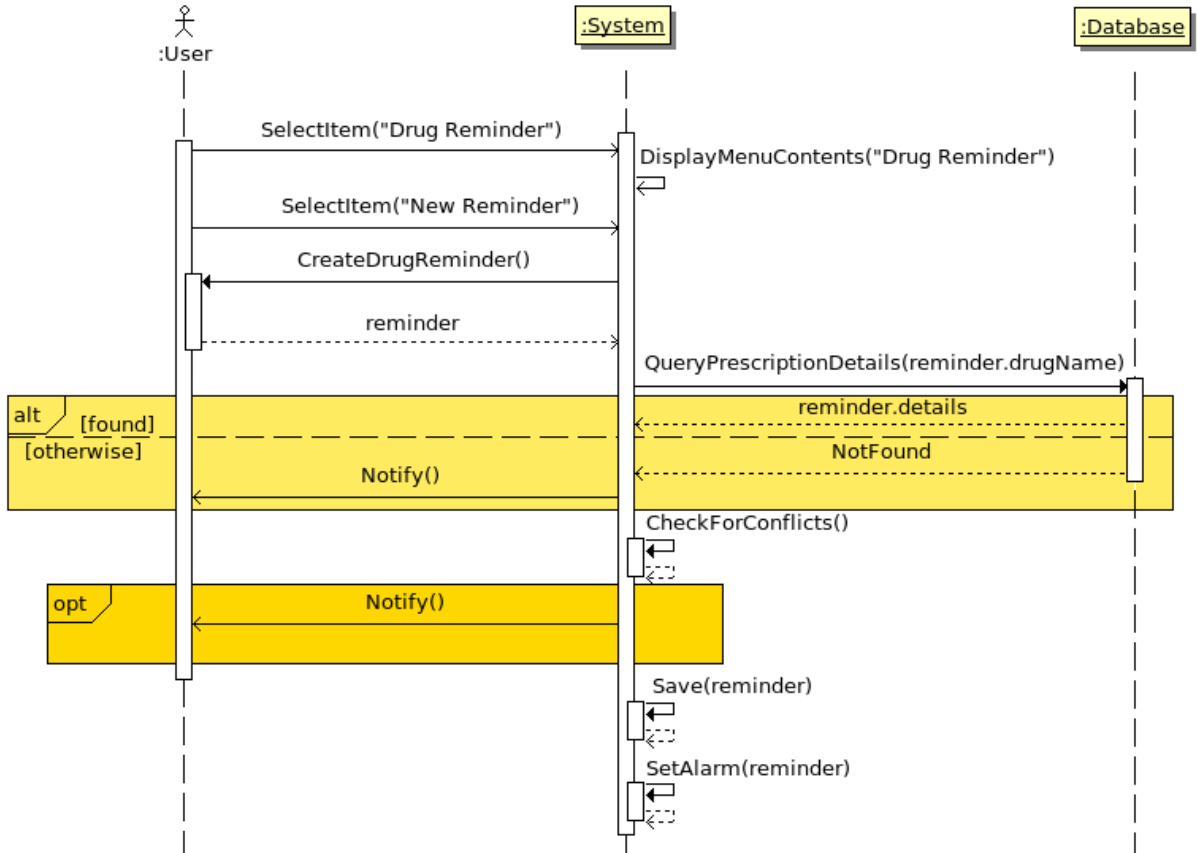 :User
:System
:Database
SelectItem("Drug Reminder")
DisplayMenuContents("Drug Reminder")
SelectItem("New Reminder")
CreateDrugReminder()
reminder
QueryPrescriptionDetails(reminder.drugName)
alt
[found]
reminder.details
[otherwise]
NotFound
Notify()
CheckForConflicts()
opt
Notify()
Save(reminder)
SetAlarm(reminder)